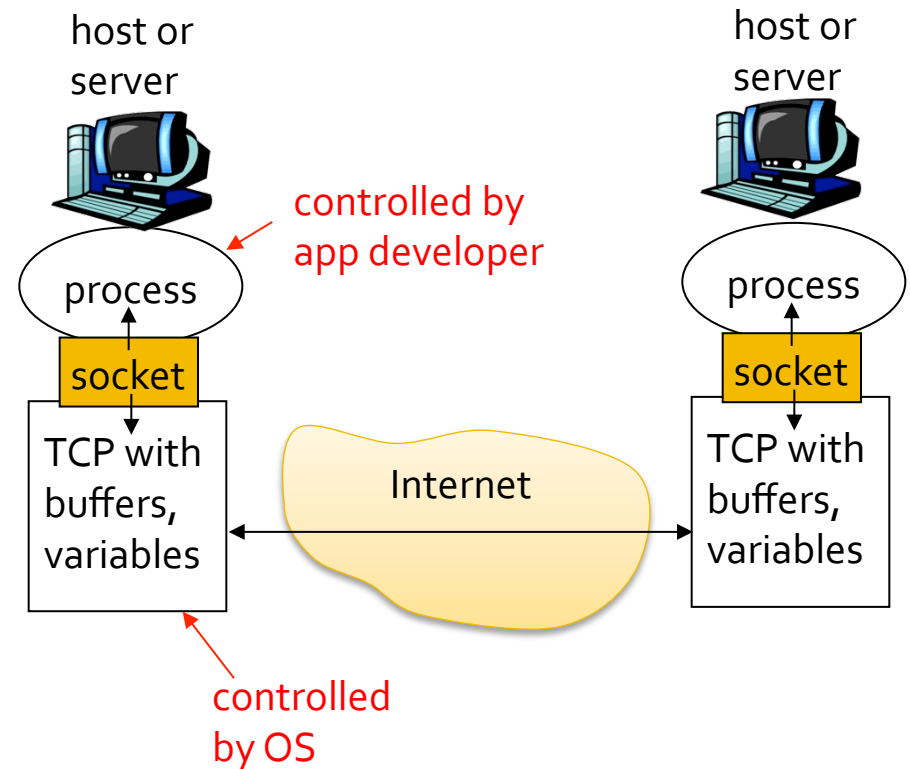 host or
server
host or
server
controlled by
app developer
process
process
socket
socket
TCP with
buffers,
variables
Internet
TCP with
buffers,
variables
controlled
by OS